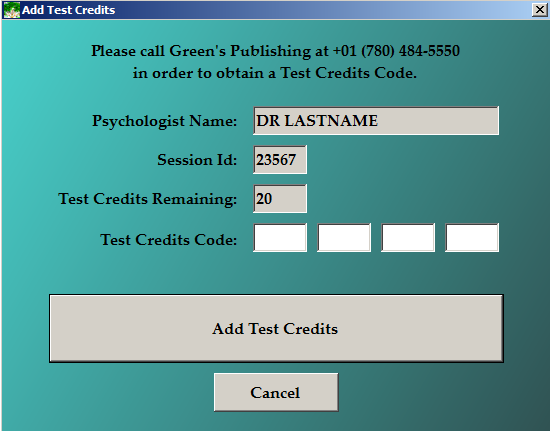 Add Test Credits
Please call Green's Publishing at +01 (780) 484-5550
in order to obtain a Test Credits Code.
Psychologist Name: DR LASTNAME
Session Id: 23567
Test Credits Remaining: 20
Test Credits Code:
Add Test Credits
Cancel